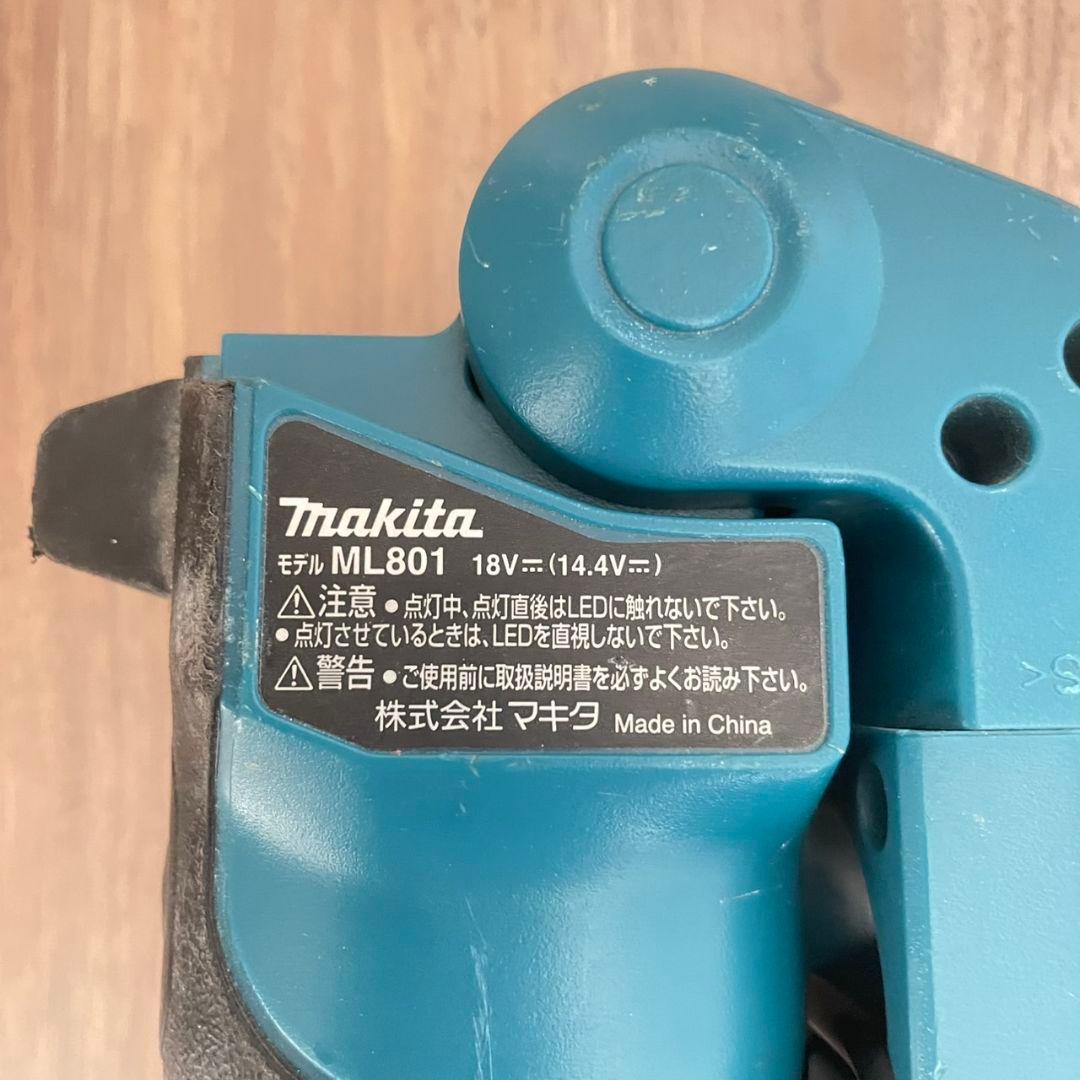 makita
モデル ML801 18V⎓(14.4V⎓)
⚠注意 ●点灯中、点灯直後はLEDに触れないで下さい。
●点灯させているときは、LEDを直視しないで下さい。
⚠警告 ●ご使用前に取扱説明書を必ずよくお読み下さい。
株式会社マキタ Made in China